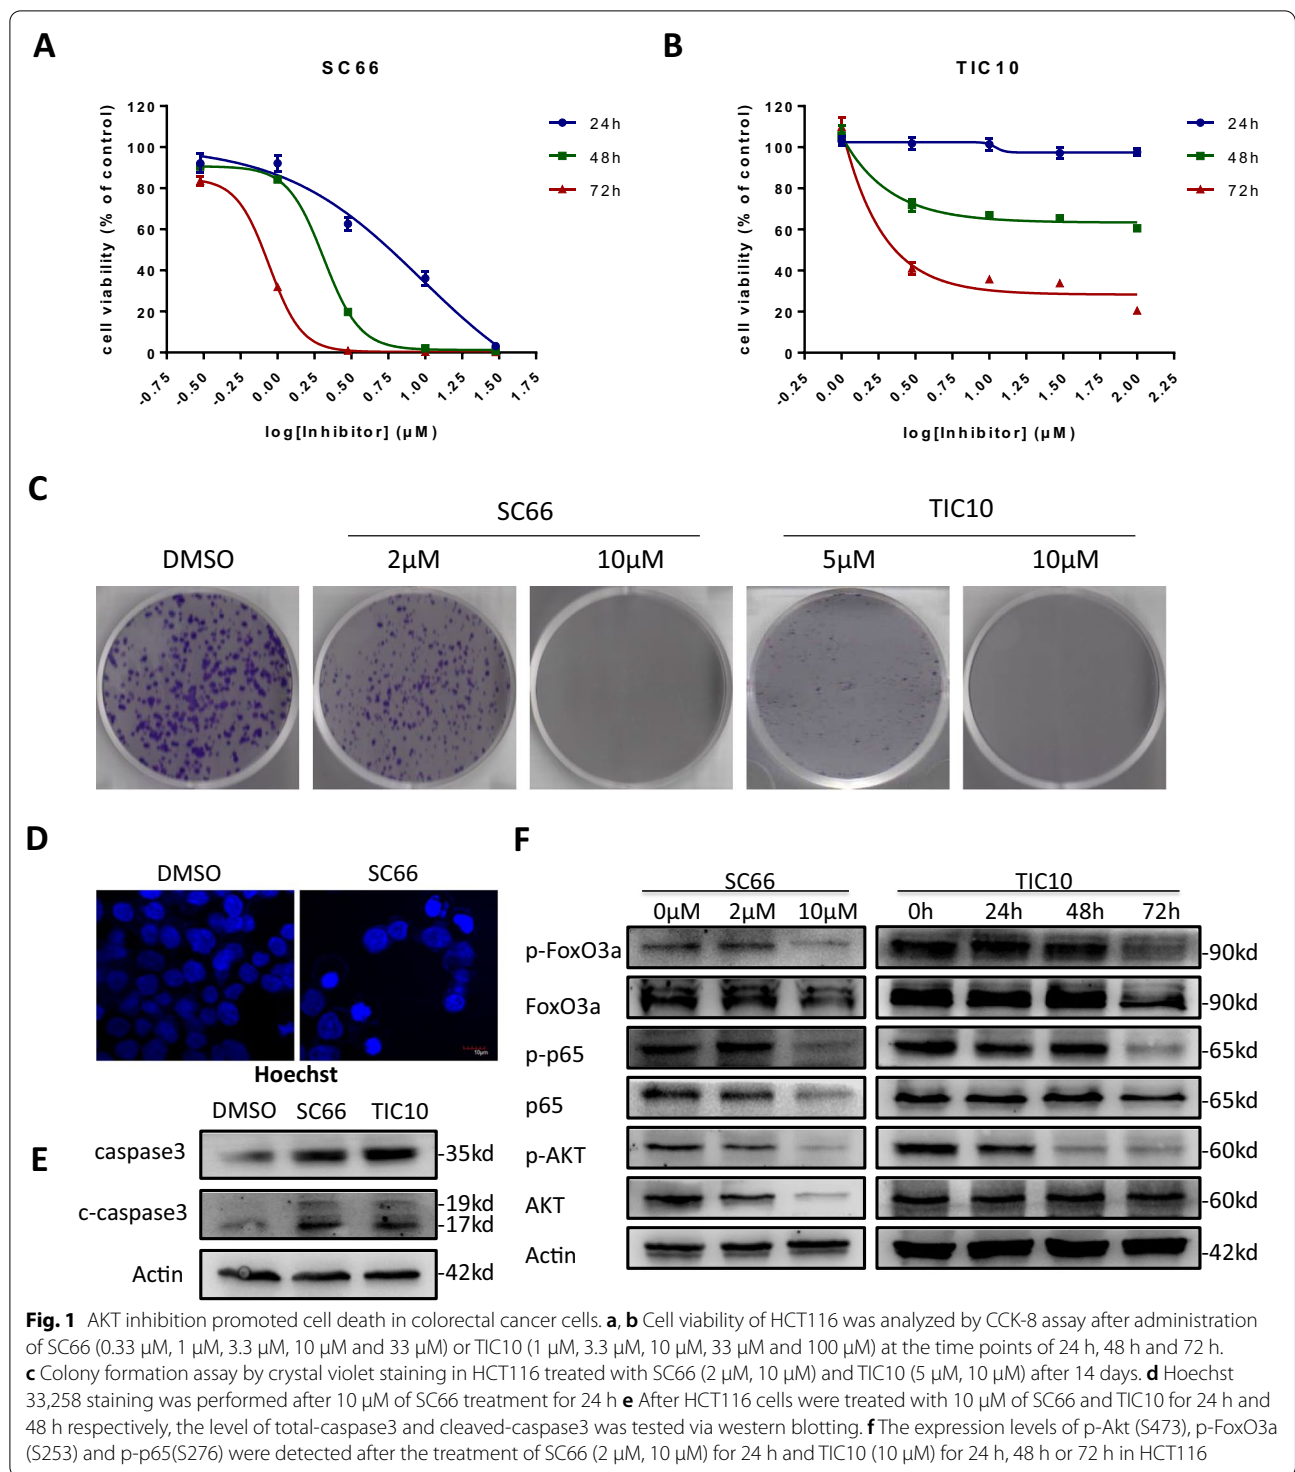 A
SC66
120
100
80
60
40
20
0
cell viability (% of control)
-0.75
-0.50
-0.25
0.00
0.25
0.50
0.75
1.00
1.25
1.50
1.75
log[Inhibitor] (μM)
24h
48h
72h
B
TIC10
120
100
80
60
40
20
0
cell viability (% of control)
-0.25
0.00
0.25
0.50
0.75
1.00
1.25
1.50
1.75
2.00
2.25
log[Inhibitor] (μM)
24h
48h
72h
C
SC66
TIC10
DMSO
2μM
10μM
5μM
10μM
D
DMSO
SC66
10μm
Hoechst
E
DMSO SC66 TIC10
caspase3
-35kd
c-caspase3
-19kd
-17kd
Actin
-42kd
F
SC66
TIC10
0μM 2μM 10μM
0h 24h 48h 72h
p-FoxO3a
-90kd
FoxO3a
-90kd
p-p65
-65kd
p65
-65kd
p-AKT
-60kd
AKT
-60kd
Actin
-42kd
Fig. 1 AKT inhibition promoted cell death in colorectal cancer cells. a, b Cell viability of HCT116 was analyzed by CCK-8 assay after administration
of SC66 (0.33 μM, 1 μM, 3.3 μM, 10 μM and 33 μM) or TIC10 (1 μM, 3.3 μM, 10 μM, 33 μM and 100 μM) at the time points of 24 h, 48 h and 72 h.
c Colony formation assay by crystal violet staining in HCT116 treated with SC66 (2 μM, 10 μM) and TIC10 (5 μM, 10 μM) after 14 days. d Hoechst
33,258 staining was performed after 10 μM of SC66 treatment for 24 h e After HCT116 cells were treated with 10 μM of SC66 and TIC10 for 24 h and
48 h respectively, the level of total-caspase3 and cleaved-caspase3 was tested via western blotting. f The expression levels of p-Akt (S473), p-FoxO3a
(S253) and p-p65(S276) were detected after the treatment of SC66 (2 μM, 10 μM) for 24 h and TIC10 (10 μM) for 24 h, 48 h or 72 h in HCT116